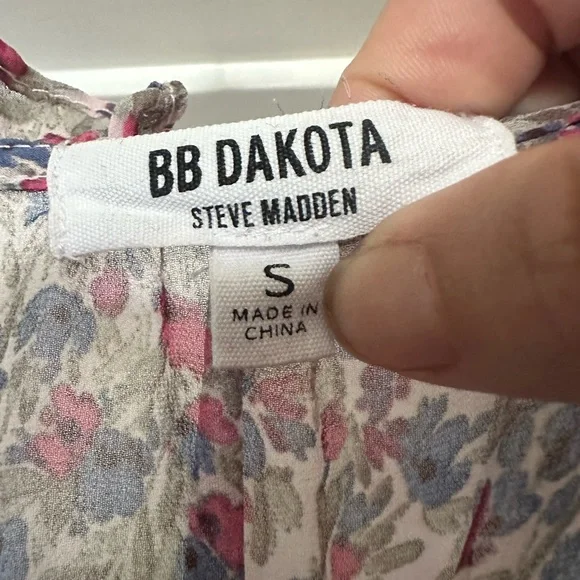 BB DAKOTA
STEVE MADDEN
S
MADE IN
CHINA